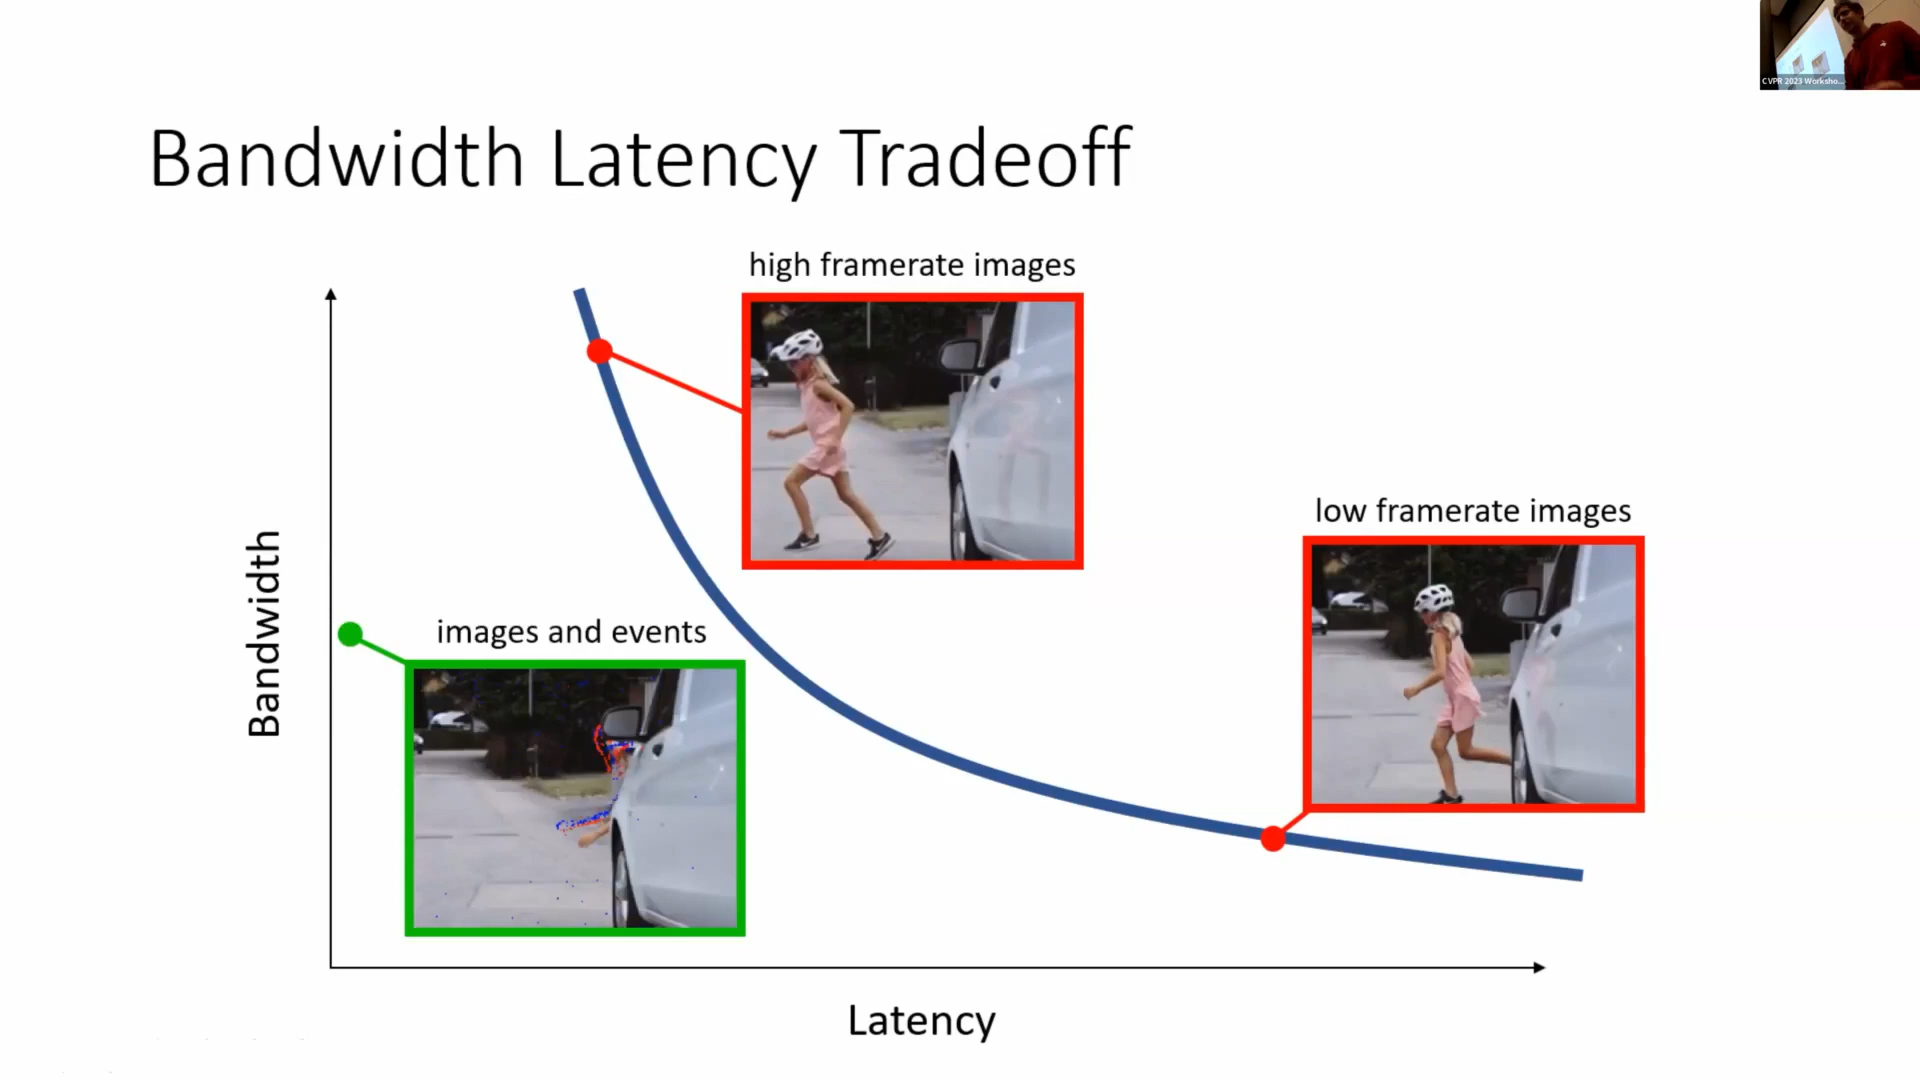 CVPR 2023 Worksho...
Bandwidth Latency Tradeoff
high framerate images
low framerate images
images and events
Bandwidth
Latency